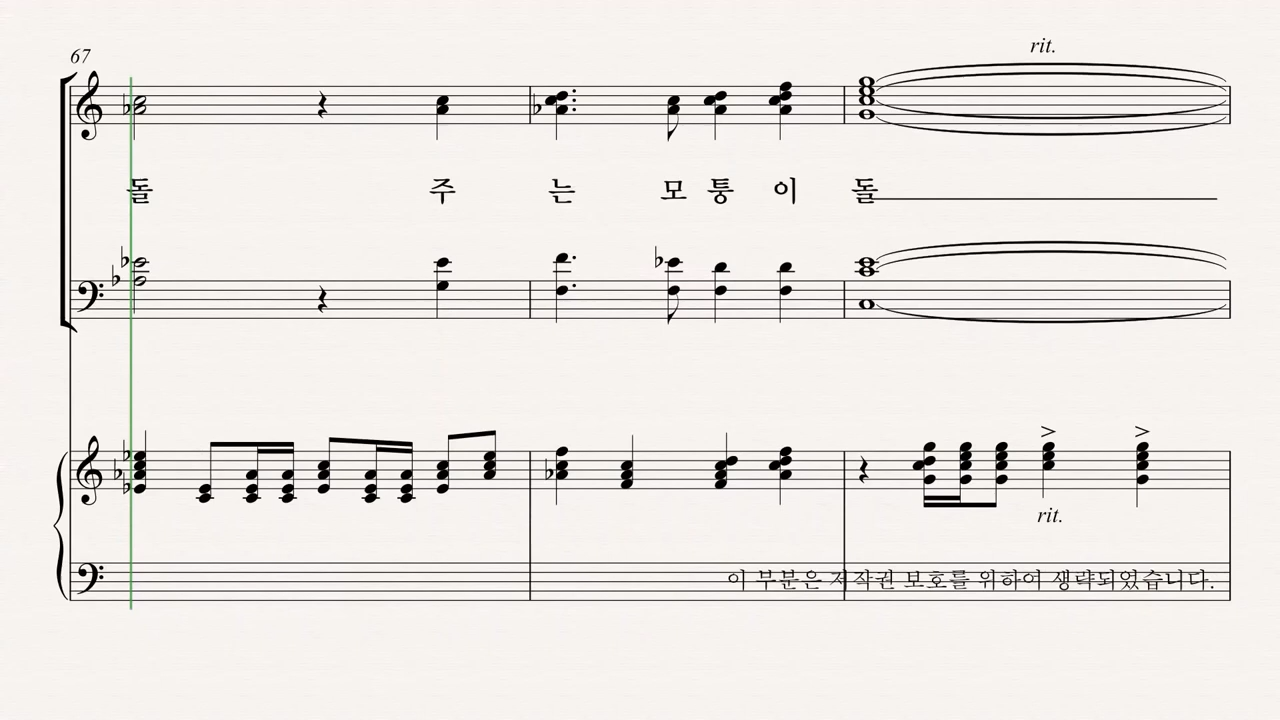 67
rit.
돌 주 는 모 퉁 이 돌
rit.
이 부분은 저작권 보호를 위하여 생략되었습니다.